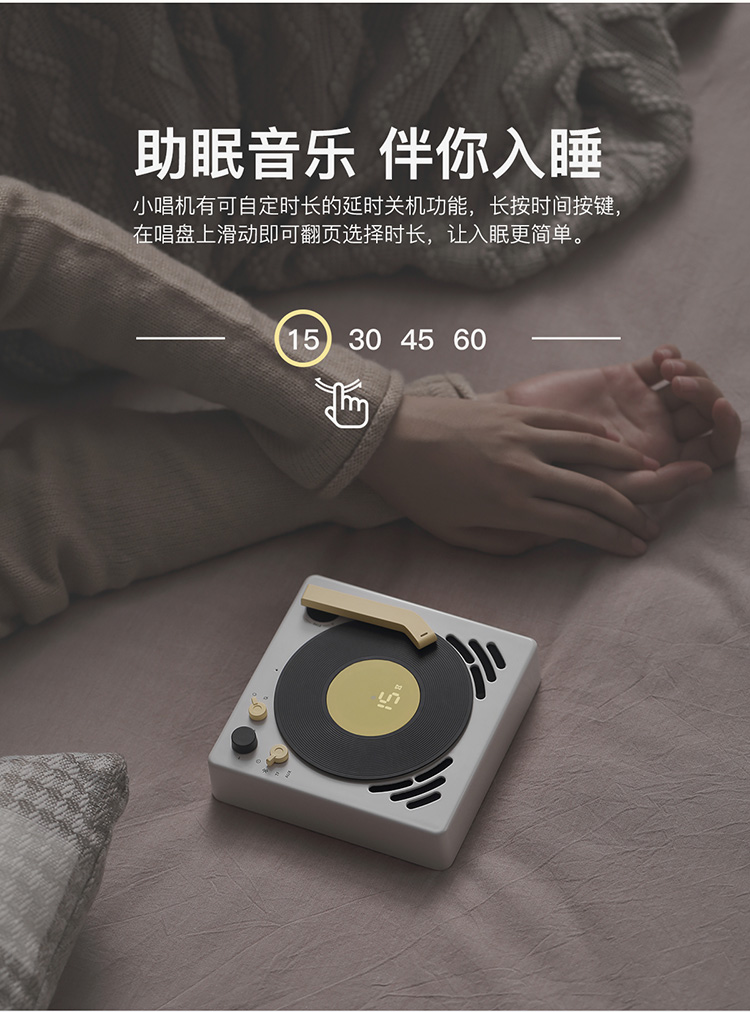 助眠音乐 伴你入睡
小唱机有可自定时长的延时关机功能，长按时间按键，
在唱盘上滑动即可翻页选择时长，让入眠更简单。
15 30 45 60
15